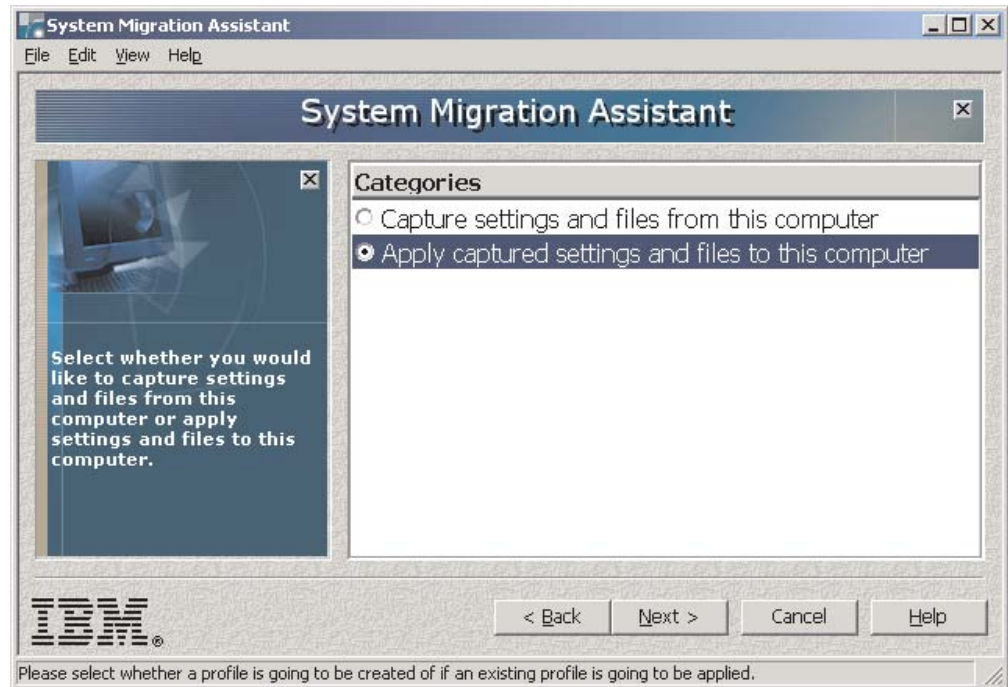 System Migration Assistant
File Edit View Help
System Migration Assistant
Select whether you would
like to capture settings
and files from this
computer or apply
settings and files to this
computer.
Categories
Capture settings and files from this computer
Apply captured settings and files to this computer
IBM®
< Back Next > Cancel Help
Please select whether a profile is going to be created of if an existing profile is going to be applied.